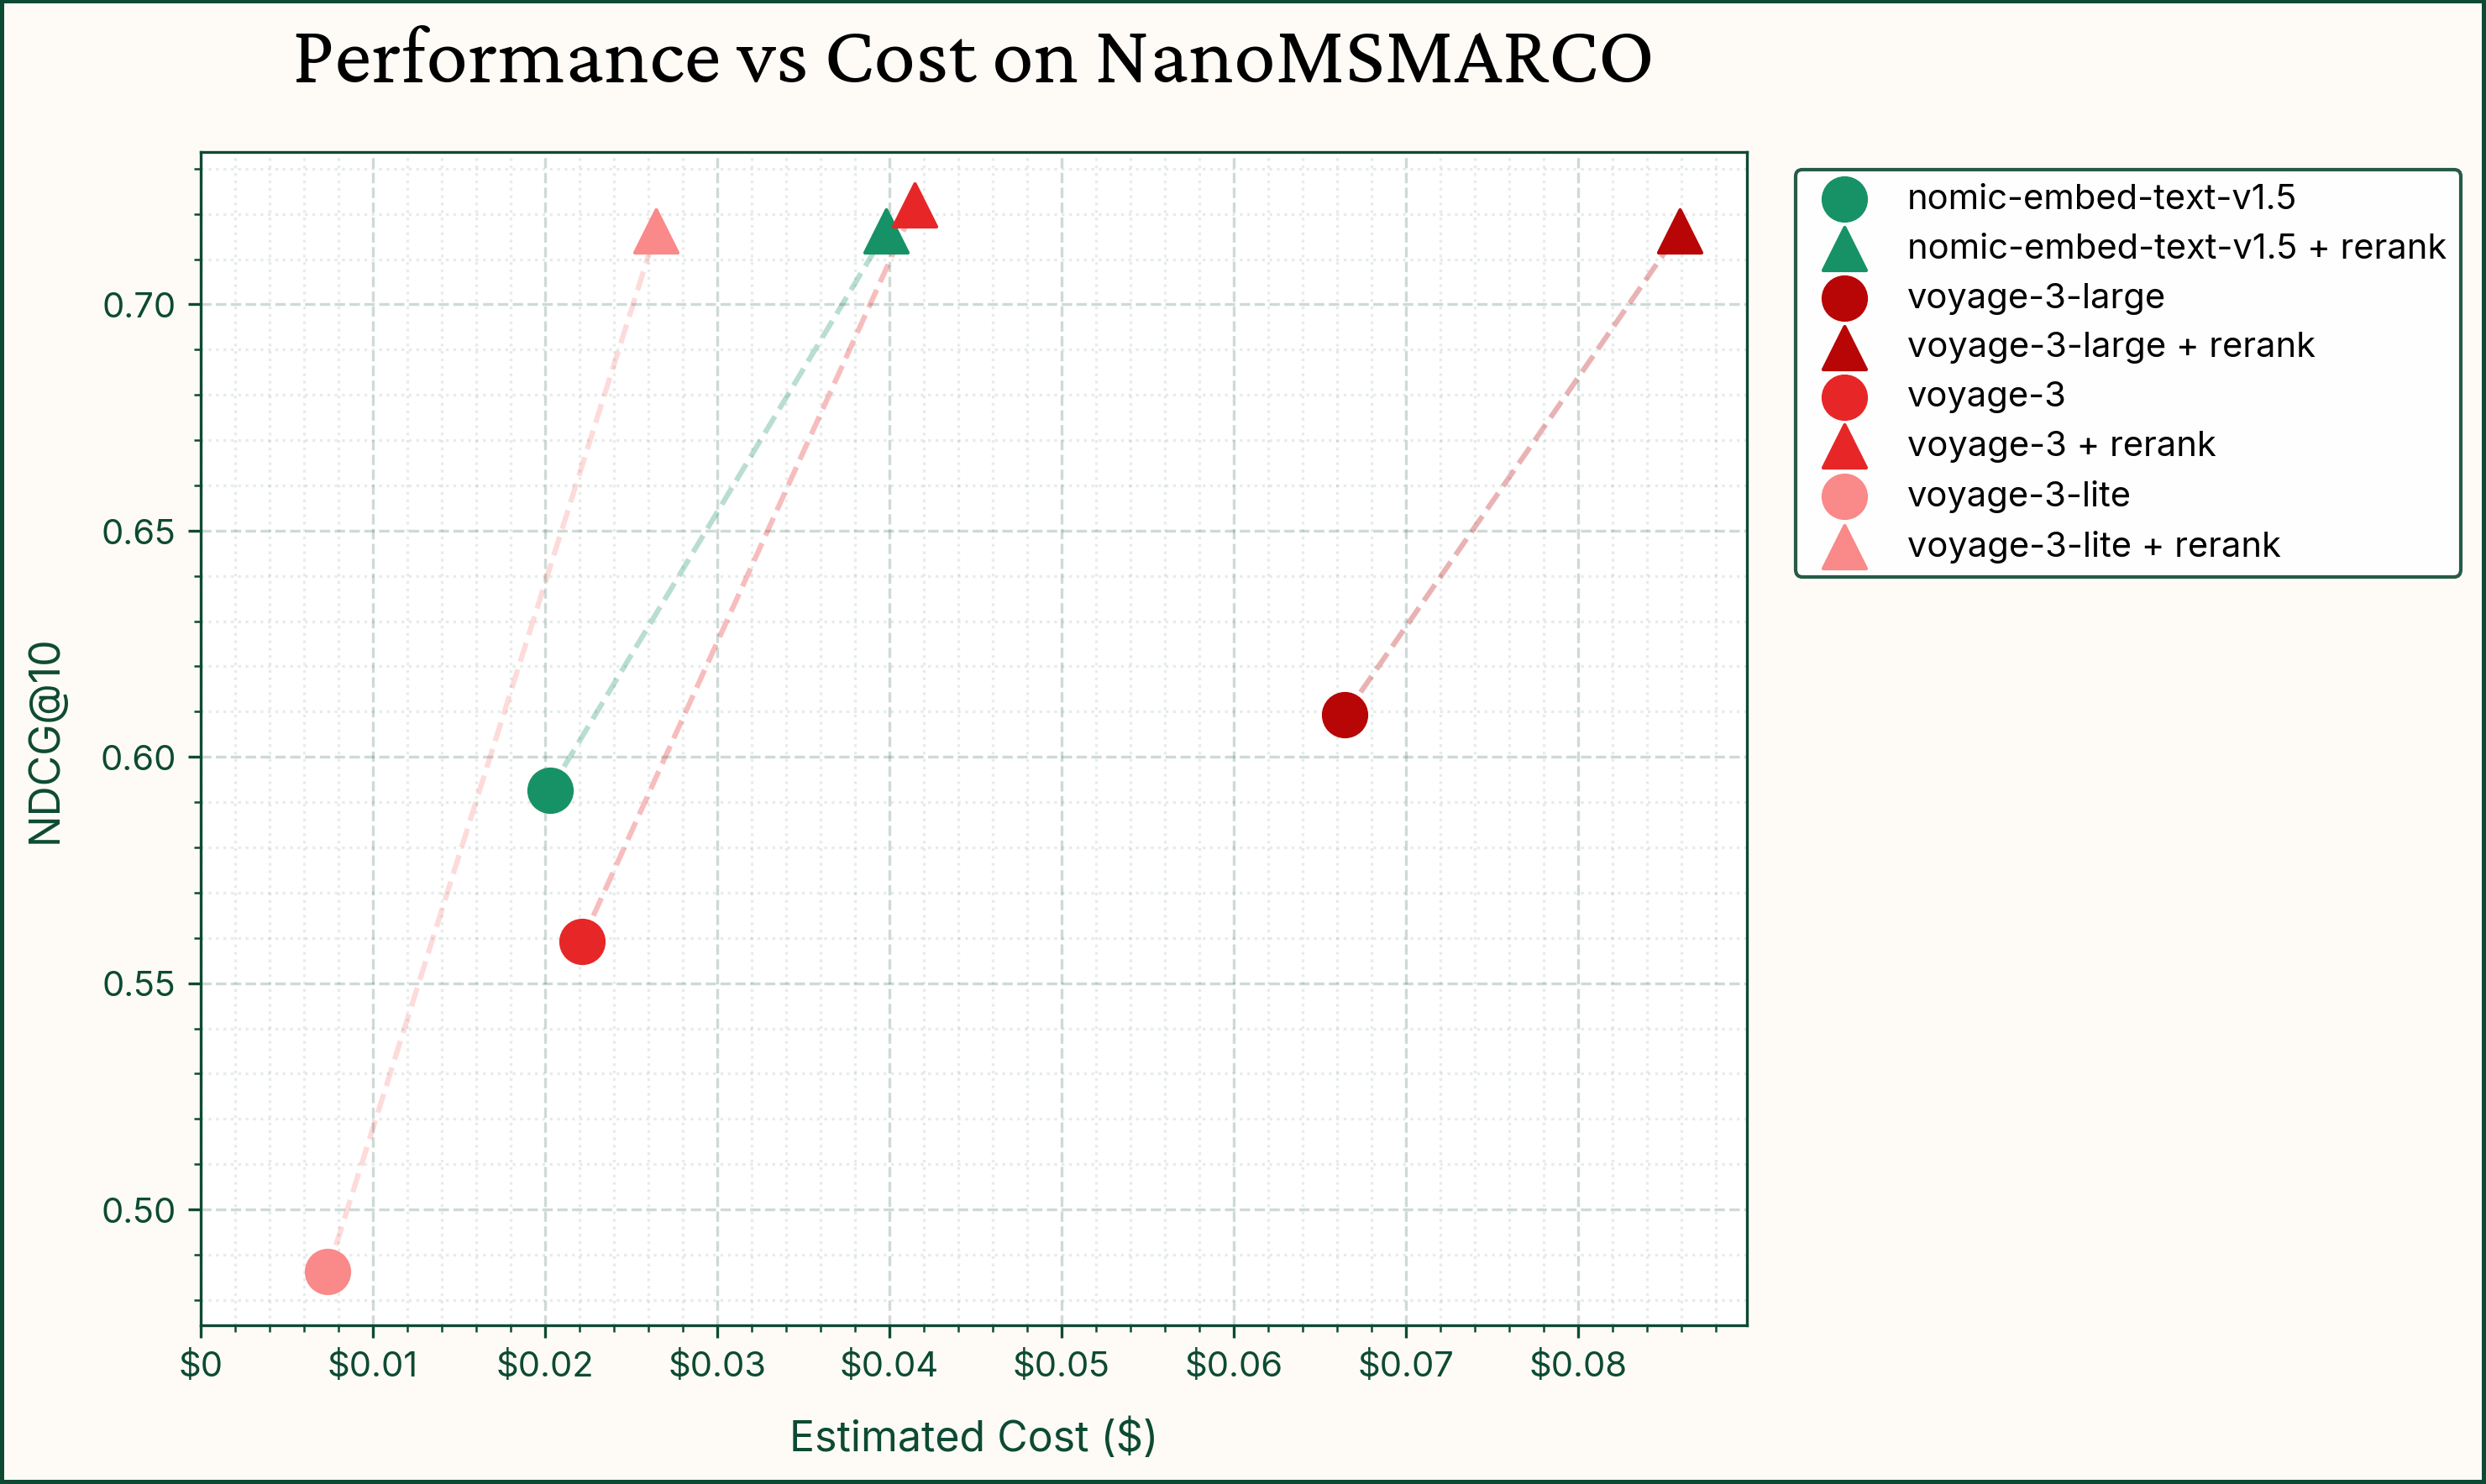 Performance vs Cost on NanoMSMARCO
nomic-embed-text-v1.5
nomic-embed-text-v1.5 + rerank
voyage-3-large
voyage-3-large + rerank
voyage-3
voyage-3 + rerank
voyage-3-lite
voyage-3-lite + rerank
NDCG@10
0.70
0.65
0.60
0.55
0.50
$0 $0.01 $0.02 $0.03 $0.04 $0.05 $0.06 $0.07 $0.08
Estimated Cost ($)